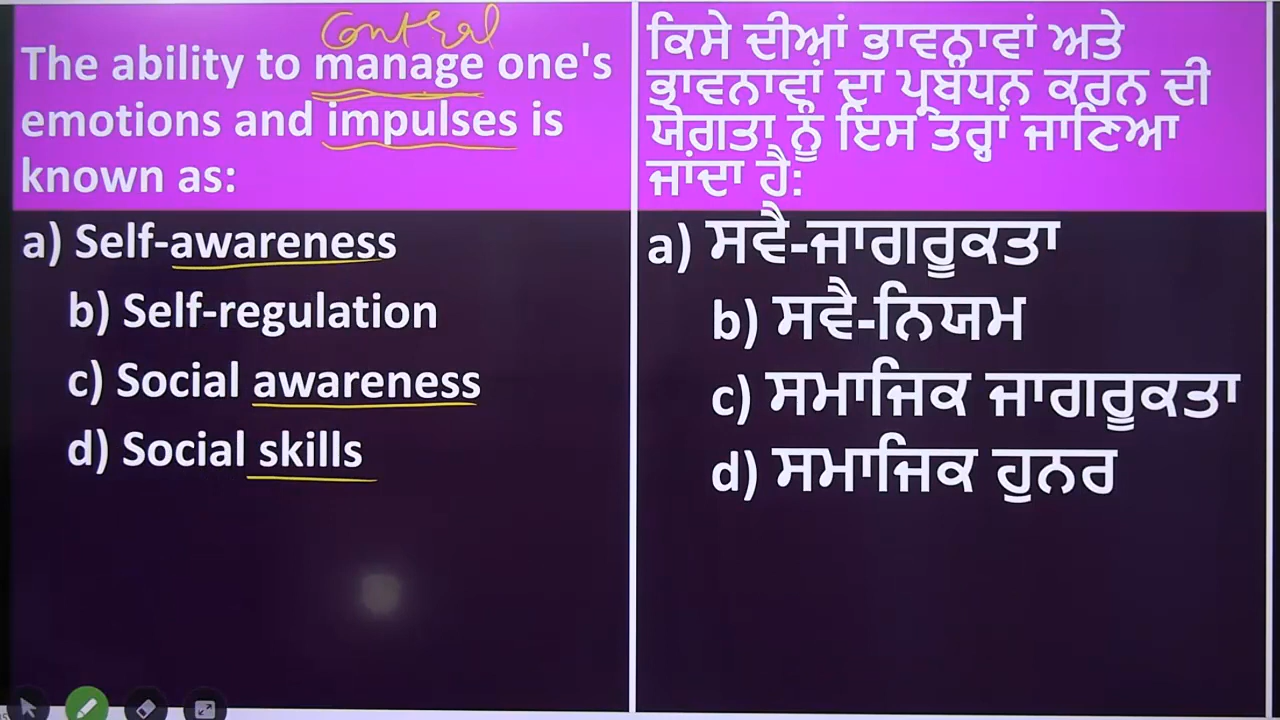 Control
The ability to manage one's
emotions and impulses is
known as:
a) Self-awareness
b) Self-regulation
c) Social awareness
d) Social skills
ਕਿਸੇ ਦੀਆਂ ਭਾਵਨਾਵਾਂ ਅਤੇ
ਭਾਵਨਾਵਾਂ ਦਾ ਪ੍ਰਬੰਧਨ ਕਰਨ ਦੀ
ਯੋਗਤਾ ਨੂੰ ਇਸ ਤਰ੍ਹਾਂ ਜਾਣਿਆ
ਜਾਂਦਾ ਹੈ:
a) ਸਵੈ-ਜਾਗਰੂਕਤਾ
b) ਸਵੈ-ਨਿਯਮ
c) ਸਮਾਜਿਕ ਜਾਗਰੂਕਤਾ
d) ਸਮਾਜਿਕ ਹੁਨਰ